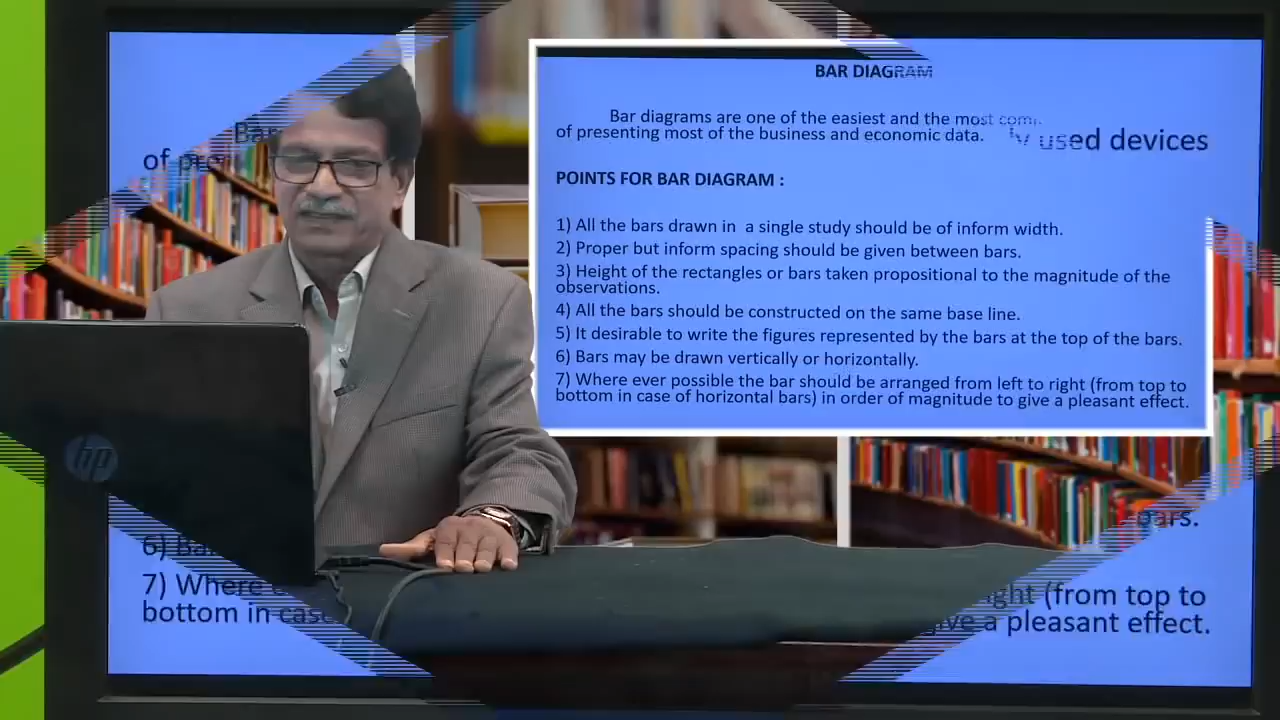 BAR DIAGRAM
Bar diagrams are one of the easiest and the most
of presenting most of the business and economic data.
used devices
POINTS FOR BAR DIAGRAM :
1) All the bars drawn in a single study should be of inform width.
2) Proper but inform spacing should be given between bars.
3) Height of the rectangles or bars taken propositional to the magnitude of the
observations.
4) All the bars should be constructed on the same base line.
5) It desirable to write the figures represented by the bars at the top of the bars.
6) Bars may be drawn vertically or horizontally.
7) Where ever possible the bar should be arranged from left to right (from top to
bottom in case of horizontal bars) in order of magnitude to give a pleasant effect.
hp
Bar
of
bars.
6)
7) Where
(from top to
bottom in case
give a pleasant effect.